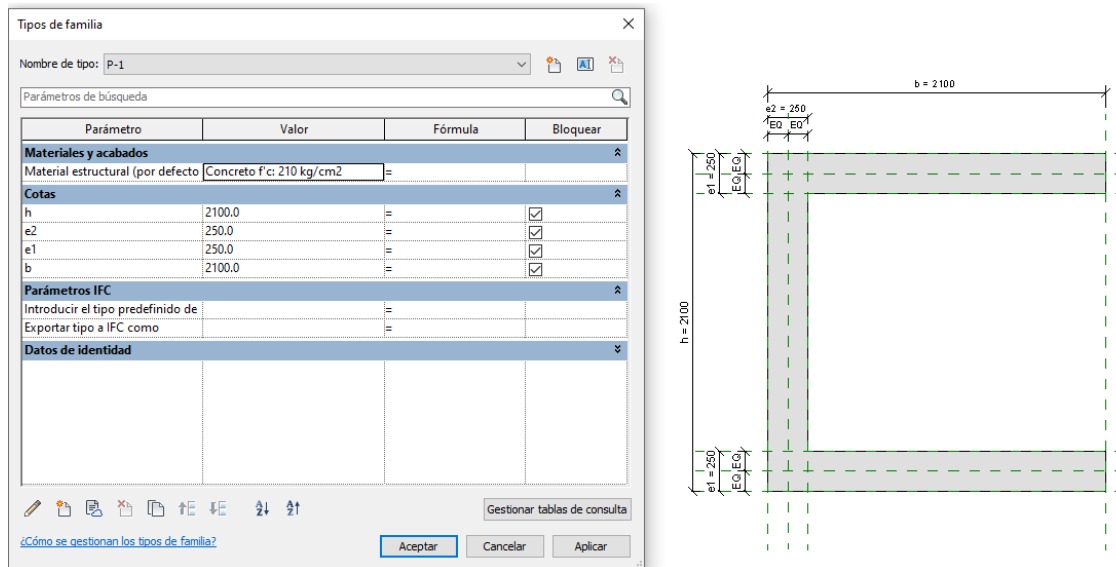 Tipos de familia
Nombre de tipo: P-1
Parámetros de búsqueda
Parámetro Valor Fórmula Bloquear
Materiales y acabados
Material estructural (por defecto Concreto f'c: 210 kg/cm2 =
Cotas
h 2100.0 =
e2 250.0 =
e1 250.0 =
b 2100.0 =
Parámetros IFC
Introducir el tipo predefinido de =
Exportar tipo a IFC como =
Datos de identidad
Gestionar tablas de consulta
¿Cómo se gestionan los tipos de familia?
Aceptar Cancelar Aplicar
b = 2100
e2 = 250
EQ EQ
e1 = 250
EQ EQ
h = 2100
e1 = 250
EQ EQ